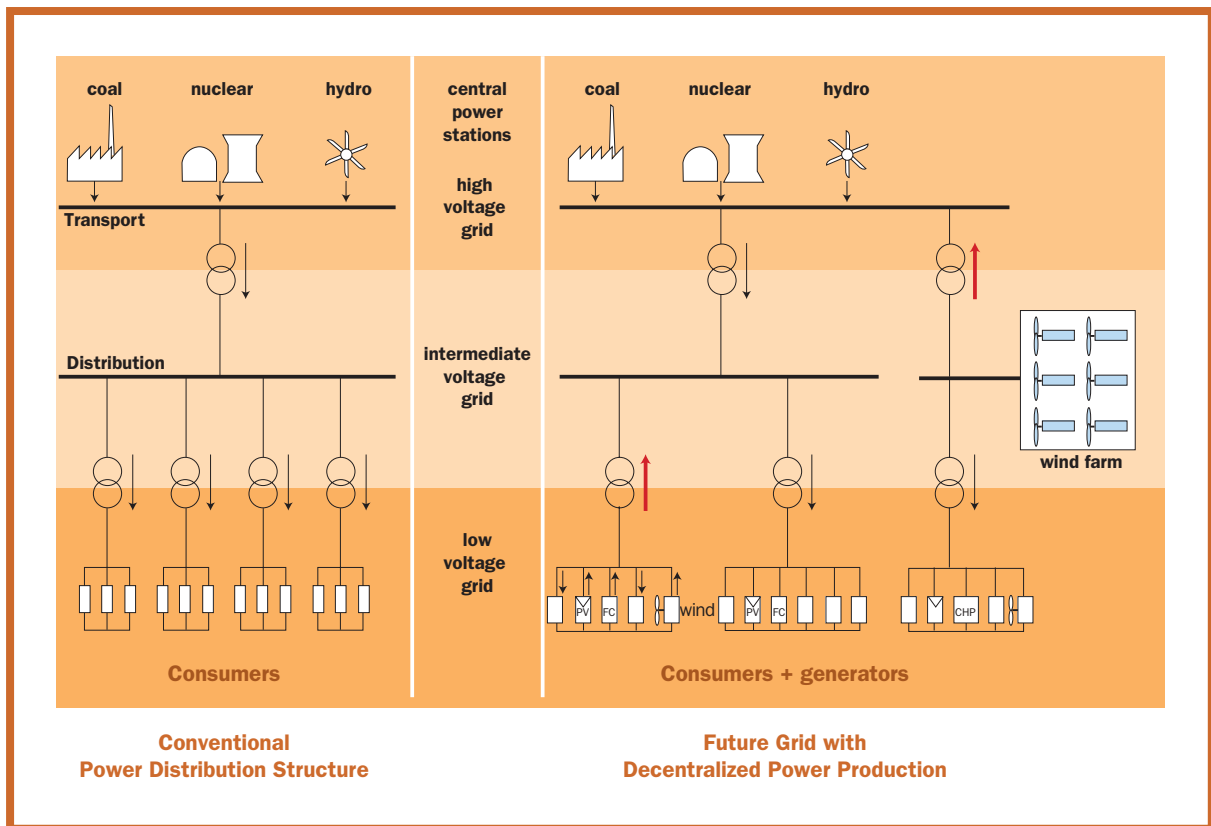 coal
nuclear
hydro
Transport
Distribution
Consumers
central
power
stations
high
voltage
grid
intermediate
voltage
grid
low
voltage
grid
coal
nuclear
hydro
wind farm
PV
FC
wind
PV
FC
CHP
Consumers + generators
Conventional
Power Distribution Structure
Future Grid with
Decentralized Power Production